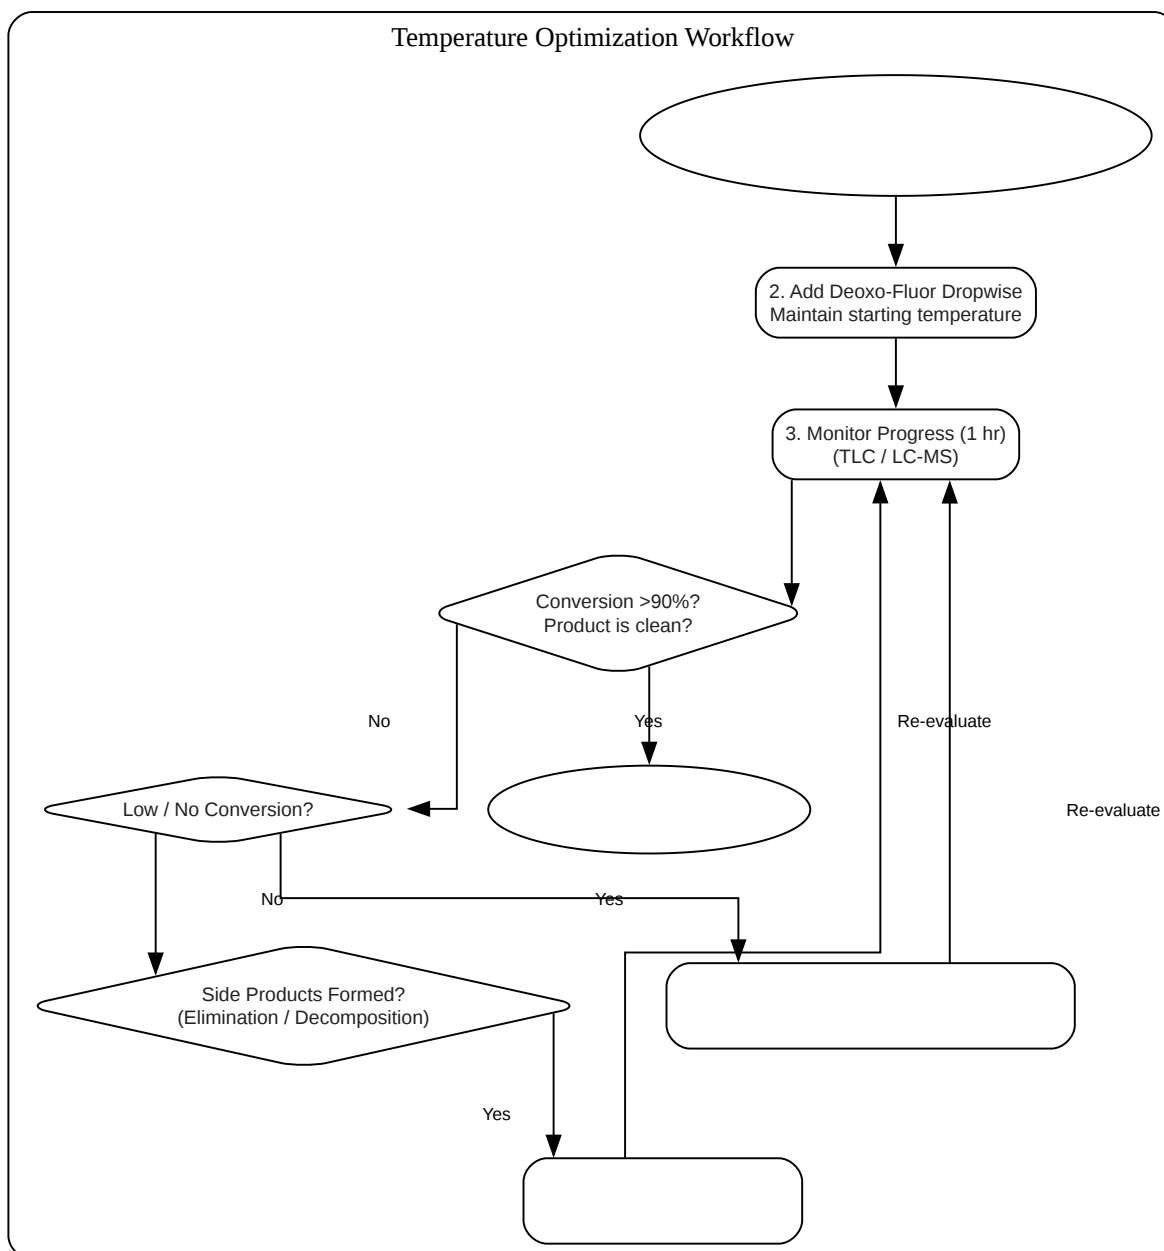 Temperature Optimization Workflow
2. Add Deoxo-Fluor Dropwise
Maintain starting temperature
3. Monitor Progress (1 hr)
(TLC / LC-MS)
Conversion >90%?
Product is clean?
No
Yes
Re-evaluate
Low / No Conversion?
Re-evaluate
No
Yes
Side Products Formed?
(Elimination / Decomposition)
Yes